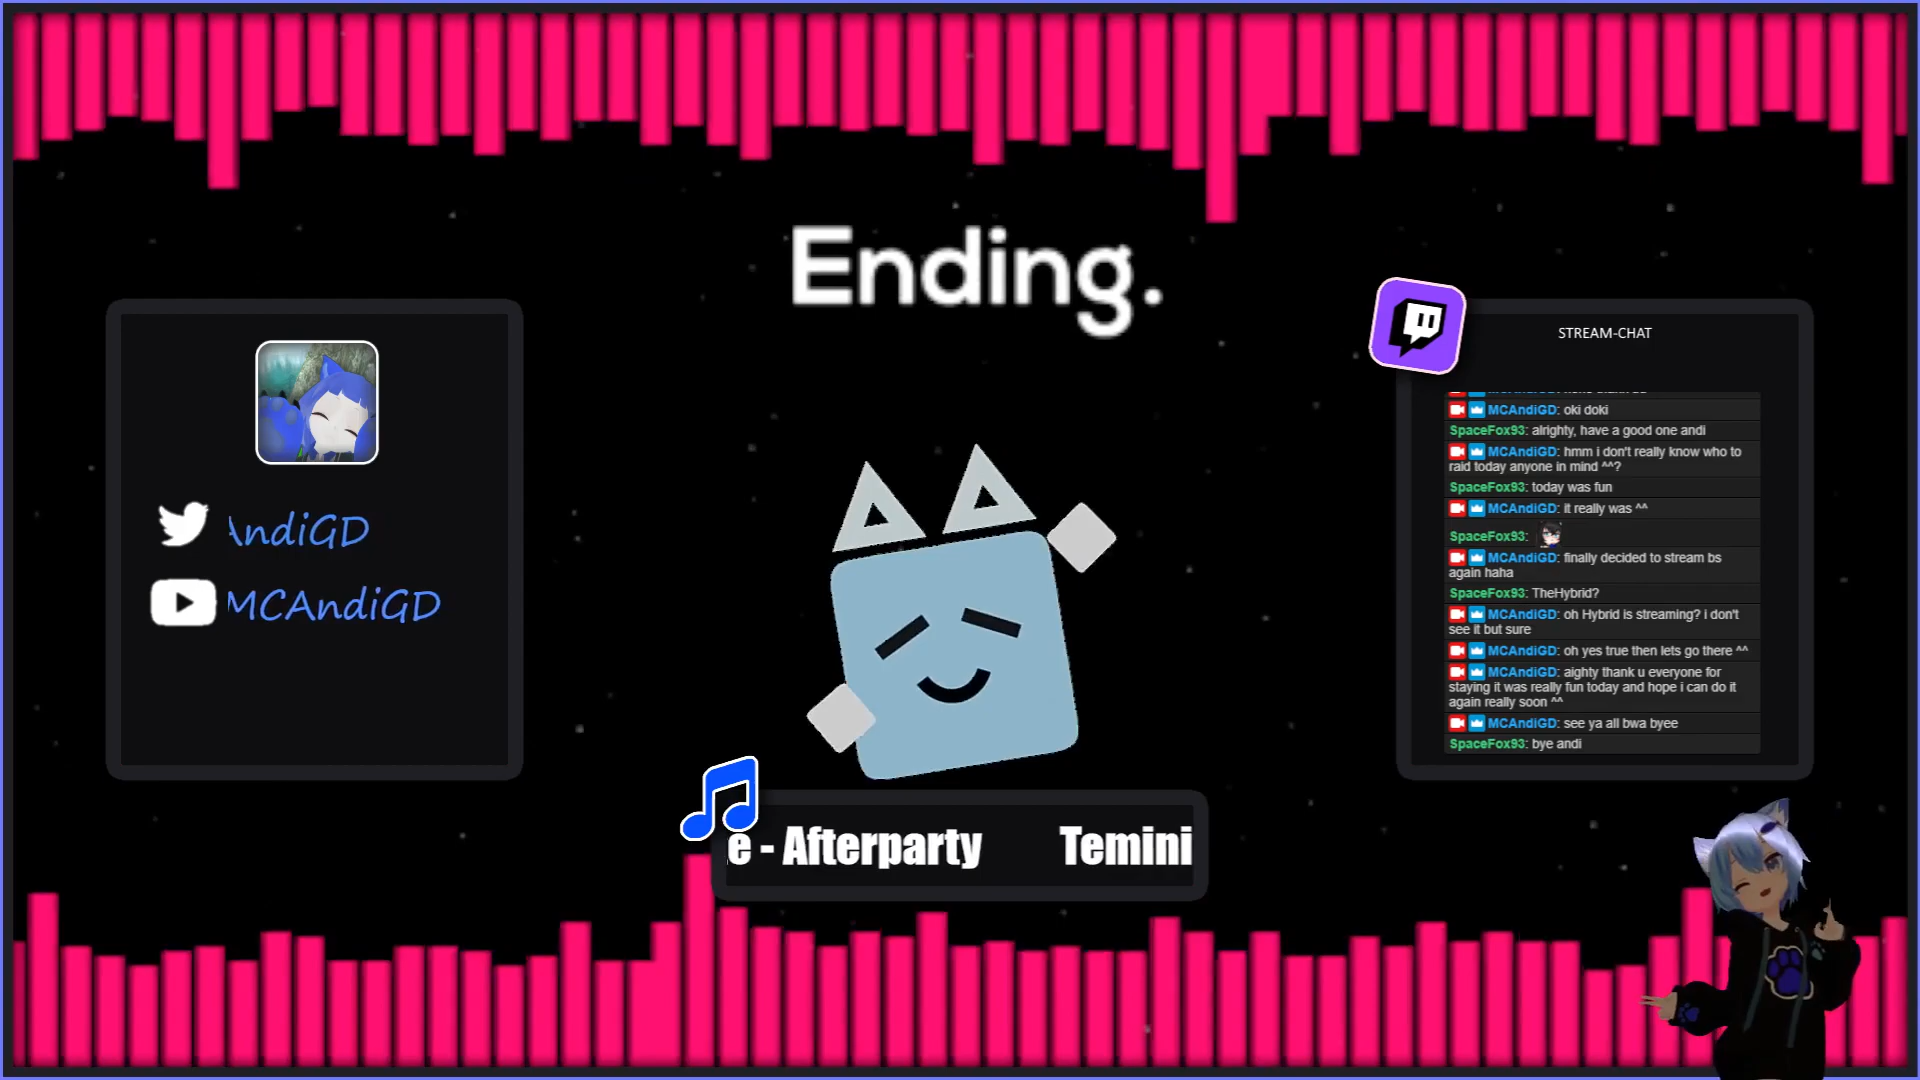 Ending.
AndiGD
MCAndiGD
STREAM-CHAT
MCAndiGD: oki doki
SpaceFox93: alrighty, have a good one andi
MCAndiGD: hmm i don't really know who to
raid today anyone in mind ^^?
SpaceFox93: today was fun
MCAndiGD: it really was ^^
SpaceFox93:
MCAndiGD: finally decided to stream bs
again haha
SpaceFox93: TheHybrid?
MCAndiGD: oh Hybrid is streaming? i don't
see it but sure
MCAndiGD: oh yes true then lets go there ^^
MCAndiGD: aighty thank u everyone for
staying it was really fun today and hope i can do it
again really soon ^^
MCAndiGD: see ya all bwa byee
SpaceFox93: bye andi
e - Afterparty Temini